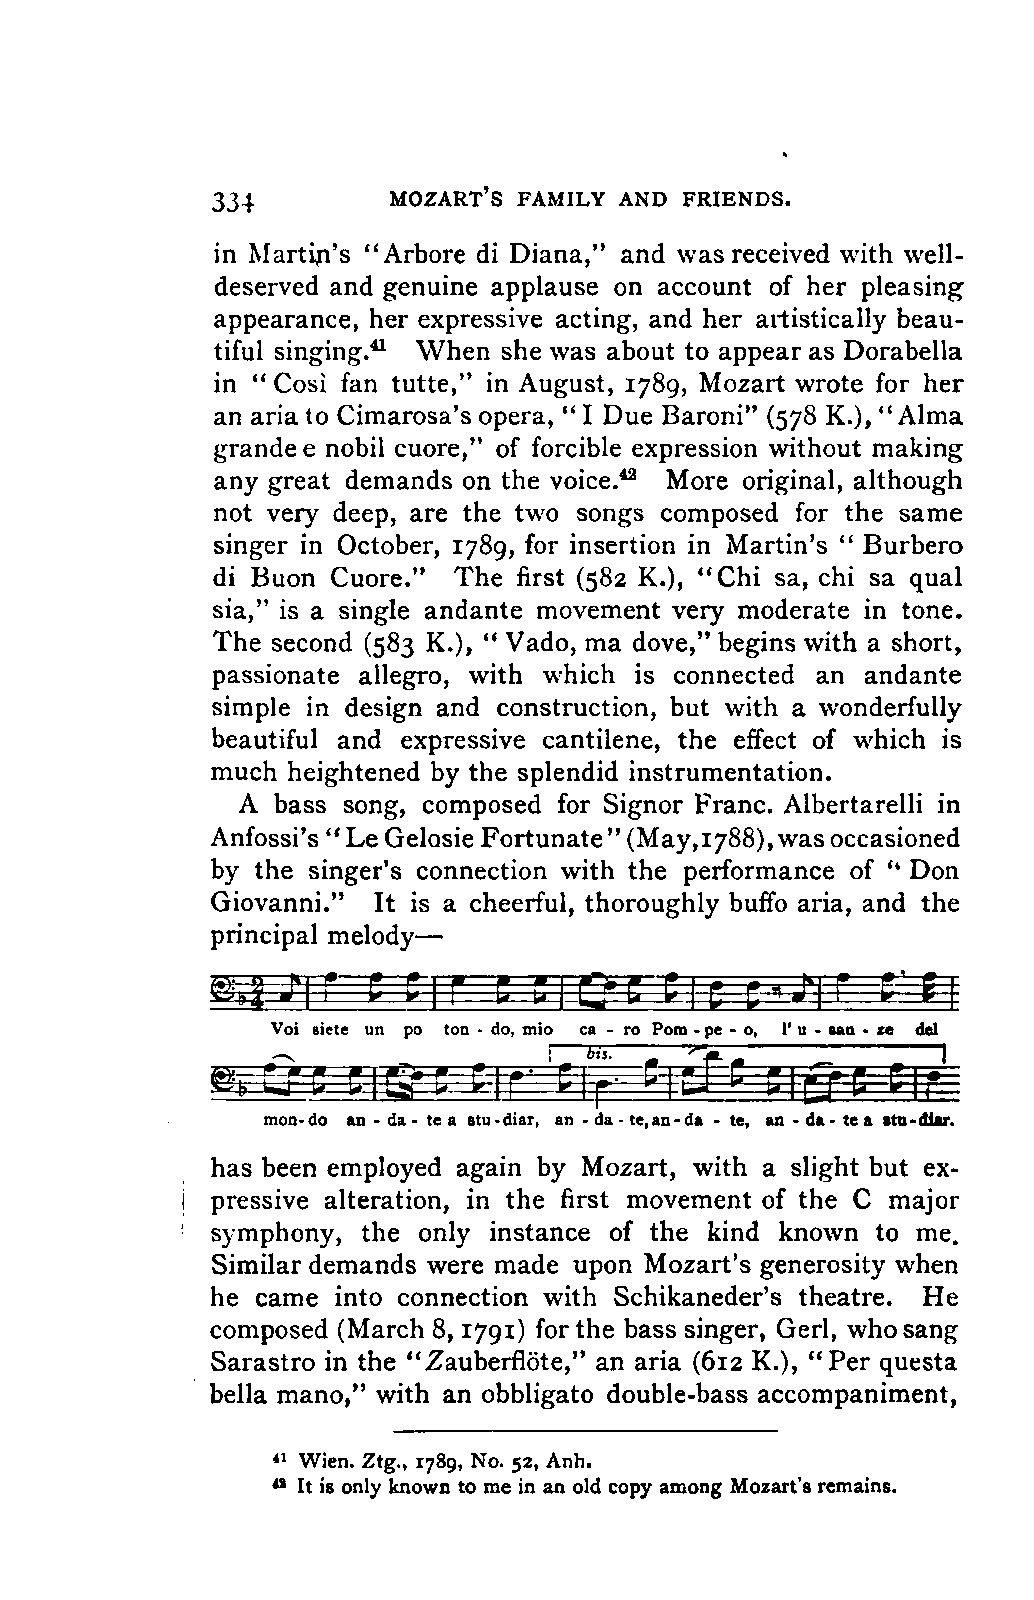 334 MOZART'S FAMILY AND FRIENDS.
in Martin's "Arbore di Diana," and was received with well-
deserved and genuine applause on account of her pleasing
appearance, her expressive acting, and her artistically beau-
tiful singing.⁴¹ When she was about to appear as Dorabella
in "Così fan tutte," in August, 1789, Mozart wrote for her
an aria to Cimarosa's opera, "I Due Baroni" (578 K.), "Alma
grande e nobil cuore," of forcible expression without making
any great demands on the voice.⁴² More original, although
not very deep, are the two songs composed for the same
singer in October, 1789, for insertion in Martin's "Burbero
di Buon Cuore." The first (582 K.), "Chi sa, chi sa qual
sia," is a single andante movement very moderate in tone.
The second (583 K.), "Vado, ma dove," begins with a short,
passionate allegro, with which is connected an andante
simple in design and construction, but with a wonderfully
beautiful and expressive cantilene, the effect of which is
much heightened by the splendid instrumentation.
A bass song, composed for Signor Franc. Albertarelli in
Anfossi's "Le Gelosie Fortunate" (May, 1788), was occasioned
by the singer's connection with the performance of "Don
Giovanni." It is a cheerful, thoroughly buffo aria, and the
principal melody—
Voi siete un po ton - do, mio ca - ro Pom - pe - o, l' u - san - ze del
bis.
mon-do an - da - te a stu-diar, an - da - te, an-da - te, an - da - te a stu-diar.
has been employed again by Mozart, with a slight but ex-
pressive alteration, in the first movement of the C major
symphony, the only instance of the kind known to me.
Similar demands were made upon Mozart's generosity when
he came into connection with Schikaneder's theatre. He
composed (March 8, 1791) for the bass singer, Gerl, who sang
Sarastro in the "Zauberflöte," an aria (612 K.), "Per questa
bella mano," with an obbligato double-bass accompaniment,
⁴¹ Wien. Ztg., 1789, No. 52, Anh.
⁴² It is only known to me in an old copy among Mozart's remains.